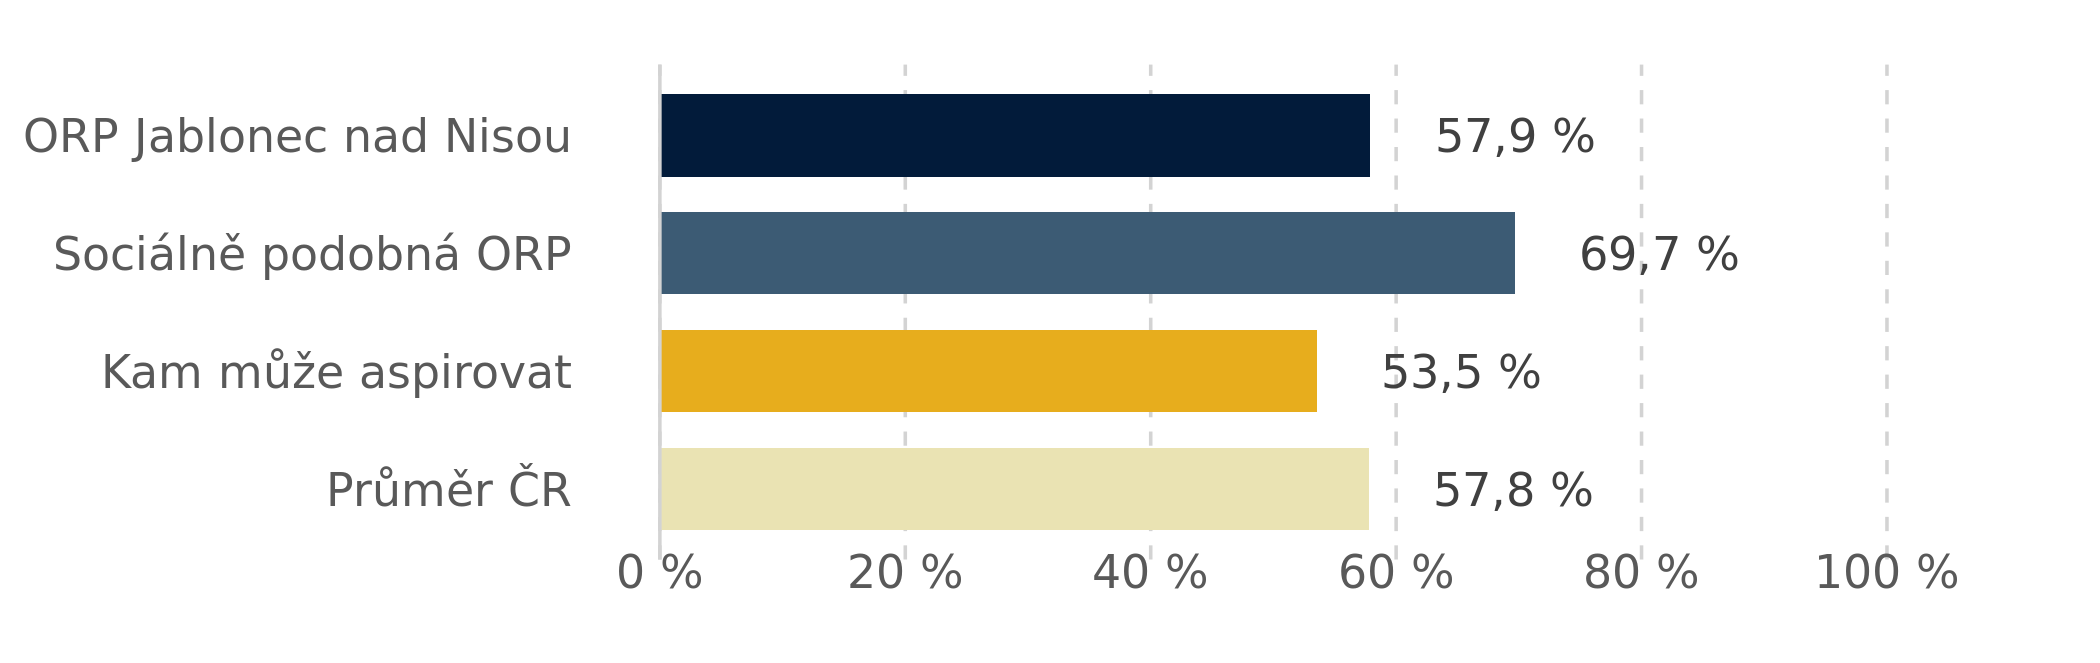 ORP Jablonec nad Nisou 57,9 %
Sociálně podobná ORP 69,7 %
Kam může aspirovat 53,5 %
Průměr ČR 57,8 %
0 % 20 % 40 % 60 % 80 % 100 %